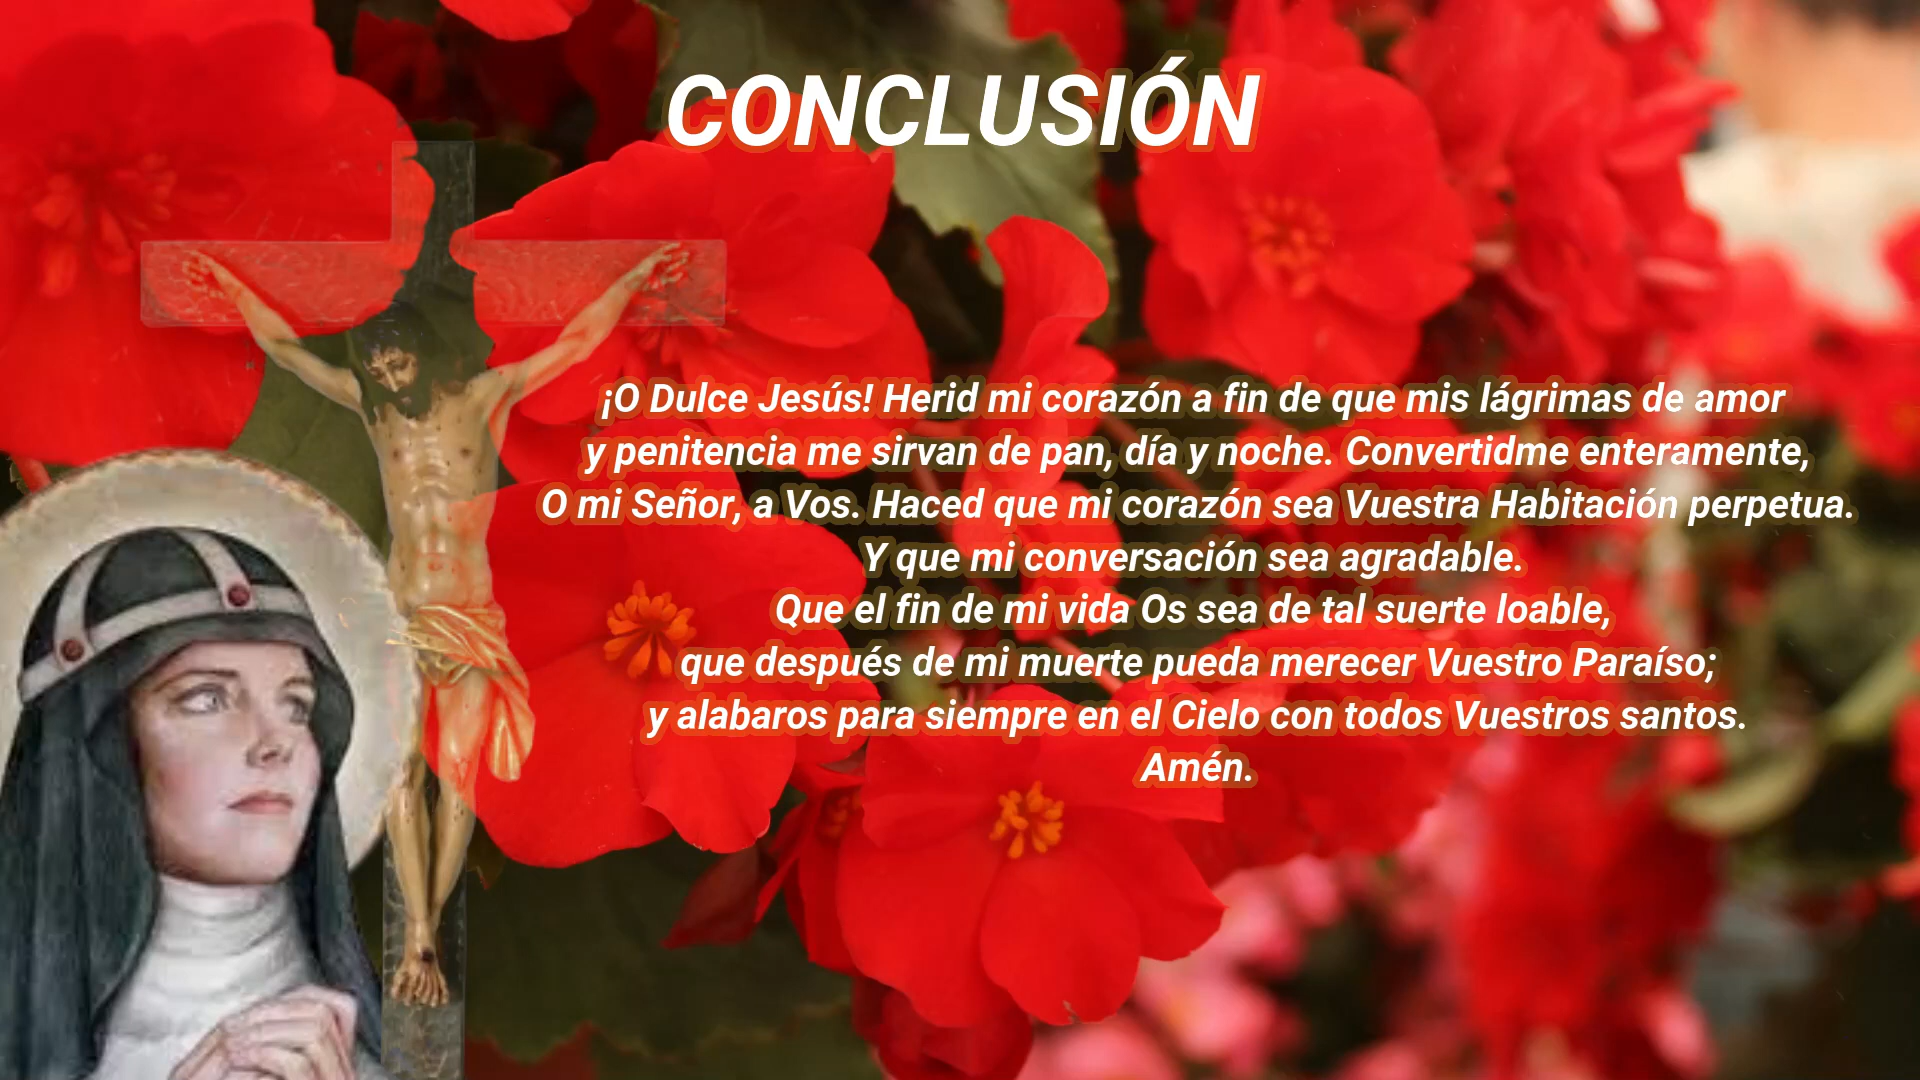 CONCLUSIÓN
¡O Dulce Jesús! Herid mi corazón a fin de que mis lágrimas de amor
y penitencia me sirvan de pan, día y noche. Convertidme enteramente,
O mi Señor, a Vos. Haced que mi corazón sea Vuestra Habitación perpetua.
Y que mi conversación sea agradable.
Que el fin de mi vida Os sea de tal suerte loable,
que después de mi muerte pueda merecer Vuestro Paraíso;
y alabaros para siempre en el Cielo con todos Vuestros santos.
Amén.